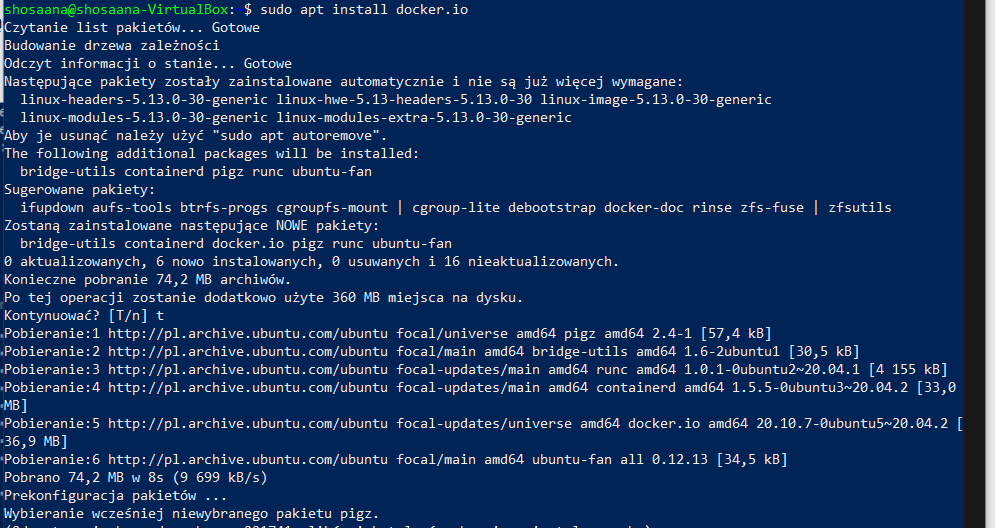 shosaana@shosaana-VirtualBox:~$ sudo apt install docker.io
Czytanie list pakietów... Gotowe
Budowanie drzewa zależności
Odczyt informacji o stanie... Gotowe
Następujące pakiety zostały zainstalowane automatycznie i nie są już więcej wymagane:
  linux-headers-5.13.0-30-generic linux-hwe-5.13-headers-5.13.0-30 linux-image-5.13.0-30-generic
  linux-modules-5.13.0-30-generic linux-modules-extra-5.13.0-30-generic
Aby je usunąć należy użyć "sudo apt autoremove".
The following additional packages will be installed:
  bridge-utils containerd pigz runc ubuntu-fan
Sugerowane pakiety:
  ifupdown aufs-tools btrfs-progs cgroupfs-mount | cgroup-lite debootstrap docker-doc rinse zfs-fuse | zfsutils
Zostaną zainstalowane następujące NOWE pakiety:
  bridge-utils containerd docker.io pigz runc ubuntu-fan
0 aktualizowanych, 6 nowo instalowanych, 0 usuwanych i 16 nieaktualizowanych.
Konieczne pobranie 74,2 MB archiwów.
Po tej operacji zostanie dodatkowo użyte 360 MB miejsca na dysku.
Kontynuować? [T/n] t
Pobieranie:1 http://pl.archive.ubuntu.com/ubuntu focal/universe amd64 pigz amd64 2.4-1 [57,4 kB]
Pobieranie:2 http://pl.archive.ubuntu.com/ubuntu focal/main amd64 bridge-utils amd64 1.6-2ubuntu1 [30,5 kB]
Pobieranie:3 http://pl.archive.ubuntu.com/ubuntu focal-updates/main amd64 runc amd64 1.0.1-0ubuntu2~20.04.1 [4 155 kB]
Pobieranie:4 http://pl.archive.ubuntu.com/ubuntu focal-updates/main amd64 containerd amd64 1.5.5-0ubuntu3~20.04.2 [33,0
MB]
Pobieranie:5 http://pl.archive.ubuntu.com/ubuntu focal-updates/universe amd64 docker.io amd64 20.10.7-0ubuntu5~20.04.2 [
36,9 MB]
Pobieranie:6 http://pl.archive.ubuntu.com/ubuntu focal/main amd64 ubuntu-fan all 0.12.13 [34,5 kB]
Pobrano 74,2 MB w 8s (9 699 kB/s)
Prekonfiguracja pakietów ...
Wybieranie wcześniej niewybranego pakietu pigz.